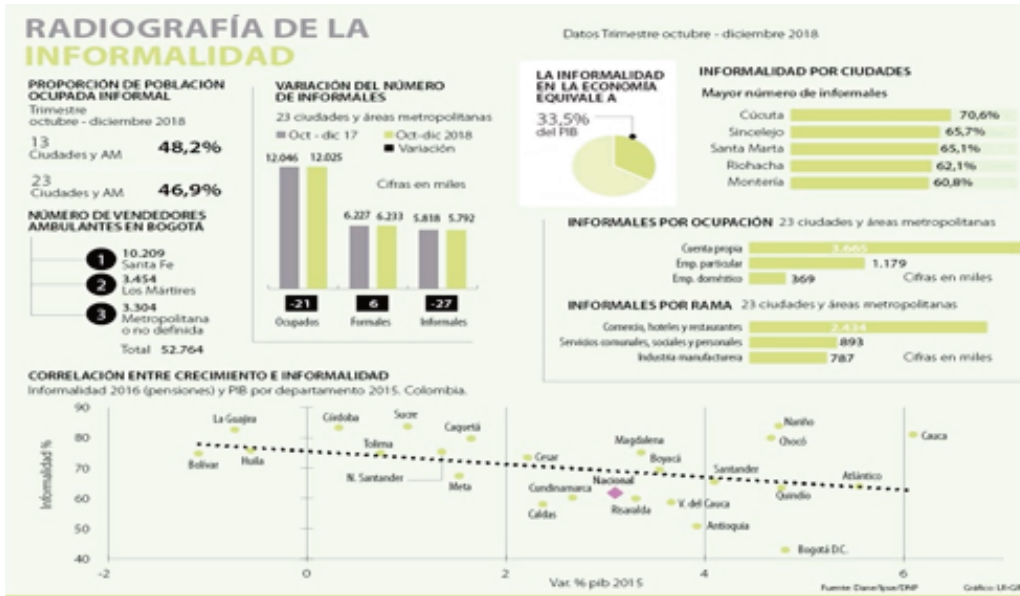 RADIOGRAFÍA DE LA
INFORMALIDAD
Datos Trimestre octubre - diciembre 2018
PROPORCIÓN DE POBLACIÓN
OCUPADA INFORMAL
Trimestre
octubre - diciembre 2018
13
Ciudades y AM
48,2%
23
Ciudades y AM
46,9%
NÚMERO DE VENDEDORES
AMBULANTES EN BOGOTÁ
1
10.209
Santa Fe
2
3.454
Los Mártires
3
3.304
Metropolitana
o no definida
Total 52.764
VARIACIÓN DEL NÚMERO
DE INFORMALES
23 ciudades y áreas metropolitanas
Oct - dic 17
Oct-dic 2018
Variación
Cifras en miles
12.046 12.025
6.227 6.233
5.818 5.792
-21
6
-27
Ocupados
Formales
Informales
LA INFORMALIDAD
EN LA ECONOMÍA
EQUIVALE A
33,5%
del PIB
INFORMALIDAD POR CIUDADES
Mayor número de informales
Cúcuta 70,6%
Sincelejo 65,7%
Santa Marta 65,1%
Riohacha 62,1%
Montería 60,8%
INFORMALES POR OCUPACIÓN 23 ciudades y áreas metropolitanas
Cuenta propia 3.665
Emp. particular 1.179
Emp. doméstico 369
Cifras en miles
INFORMALES POR RAMA 23 ciudades y áreas metropolitanas
Comercio, hoteles y restaurantes 2.434
Servicios comunales, sociales y personales 893
Industria manufacturera 787
Cifras en miles
CORRELACIÓN ENTRE CRECIMIENTO E INFORMALIDAD
Informalidad 2016 (pensiones) y PIB por departamento 2015. Colombia.
Informalidad %
90
80
70
60
50
40
La Guajira
Bolívar
Huila
Córdoba
Sucre
Tolima
Caquetá
N. Santander
Meta
Cesar
Cundinamarca
Caldas
Nacional
Magdalena
Boyacá
Risaralda
V. del Cauca
Antioquia
Santander
Nariño
Chocó
Quindío
Atlántico
Cauca
Bogotá D.C.
-2
0
2
4
6
Var. % pib 2015
Fuente: Dane/Ipse/DNP
Gráfico: LR-GR